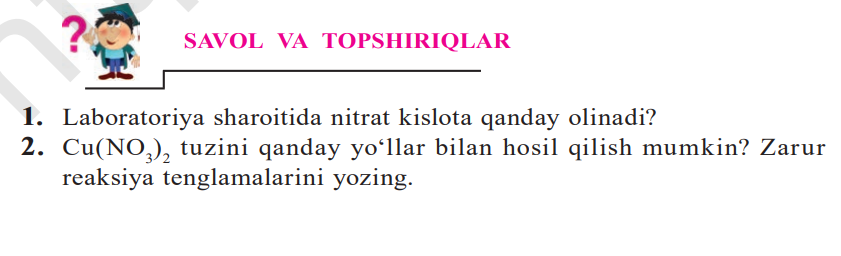 ?
SAVOL VA TOPSHIRIQLAR
1. Laboratoriya sharoitida nitrat kislota qanday olinadi?
2. Cu(NO₃)₂ tuzini qanday yo‘llar bilan hosil qilish mumkin? Zarur
reaksiya tenglamalarini yozing.